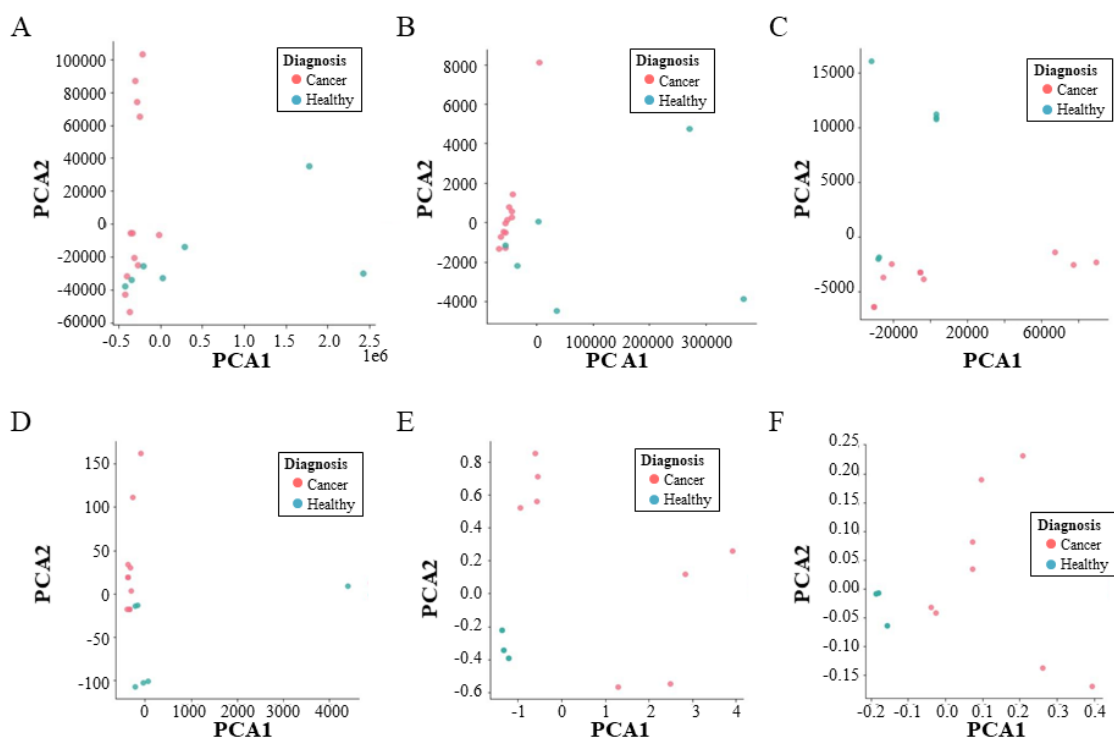 A
100000
80000
60000
40000
20000
0
-20000
-40000
-60000
PCA2
-0.5 0.0 0.5 1.0 1.5 2.0 2.5
1e6
PCA1
Diagnosis
Cancer
Healthy
B
8000
6000
4000
2000
0
-2000
-4000
PCA2
0 100000 200000 300000
PC A1
Diagnosis
Cancer
Healthy
C
15000
10000
5000
0
-5000
PCA2
-20000 20000 60000
PCA1
Diagnosis
Cancer
Healthy
D
150
100
50
0
-50
-100
PCA2
0 1000 2000 3000 4000
PCA1
Diagnosis
Cancer
Healthy
E
0.8
0.6
0.4
0.2
0.0
-0.2
-0.4
-0.6
PCA2
-1 0 1 2 3 4
PCA1
Diagnosis
Cancer
Healthy
F
0.25
0.20
0.15
0.10
0.05
0.00
-0.05
-0.10
-0.15
PCA2
-0.2 -0.1 0.0 0.1 0.2 0.3 0.4
PCA1
Diagnosis
Cancer
Healthy